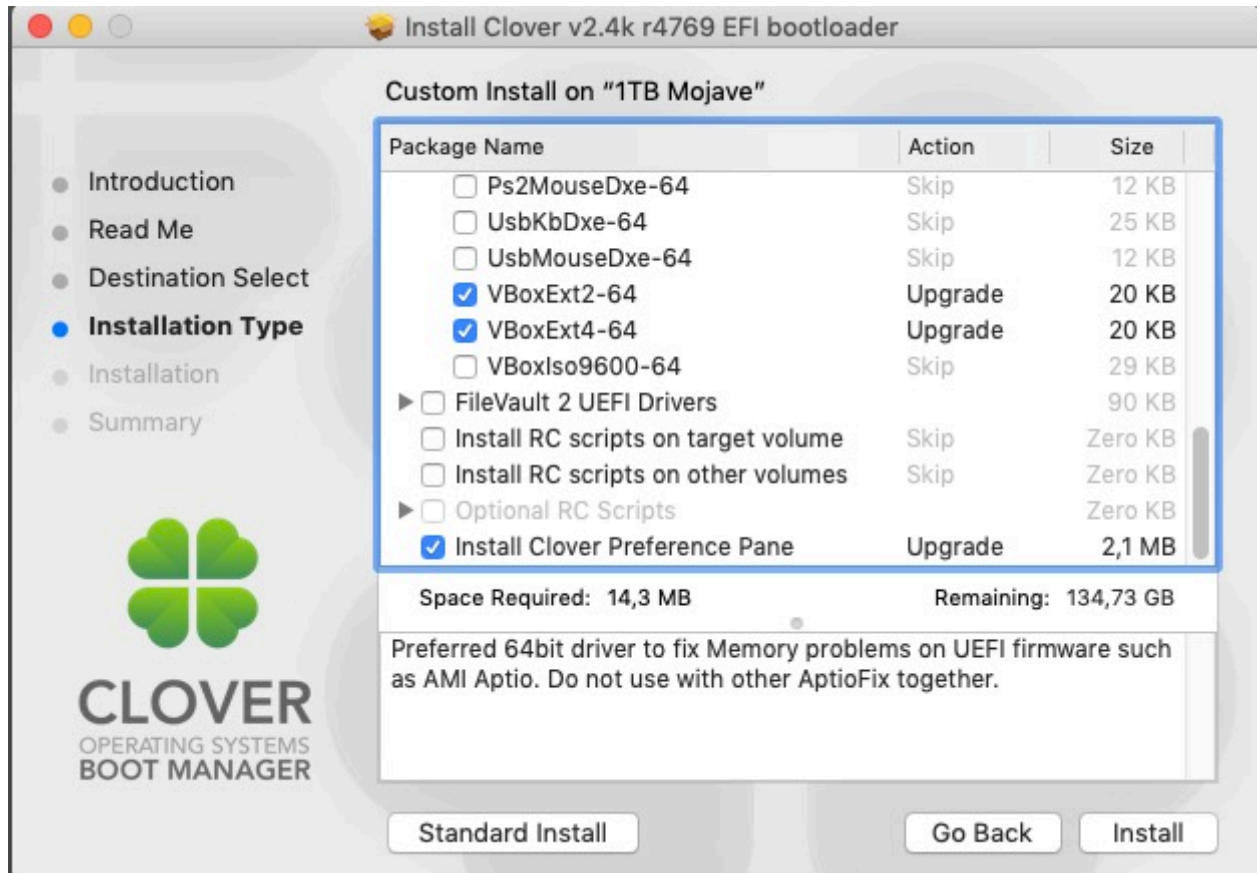 Install Clover v2.4k r4769 EFI bootloader
Custom Install on “1TB Mojave”
Introduction
Read Me
Destination Select
Installation Type
Installation
Summary
CLOVER
OPERATING SYSTEMS
BOOT MANAGER
Package Name Action Size
Ps2MouseDxe-64 Skip 12 KB
UsbKbDxe-64 Skip 25 KB
UsbMouseDxe-64 Skip 12 KB
VBoxExt2-64 Upgrade 20 KB
VBoxExt4-64 Upgrade 20 KB
VBoxIso9600-64 Skip 29 KB
FileVault 2 UEFI Drivers 90 KB
Install RC scripts on target volume Skip Zero KB
Install RC scripts on other volumes Skip Zero KB
Optional RC Scripts Zero KB
Install Clover Preference Pane Upgrade 2,1 MB
Space Required: 14,3 MB Remaining: 134,73 GB
Preferred 64bit driver to fix Memory problems on UEFI firmware such
as AMI Aptio. Do not use with other AptioFix together.
Standard Install Go Back Install